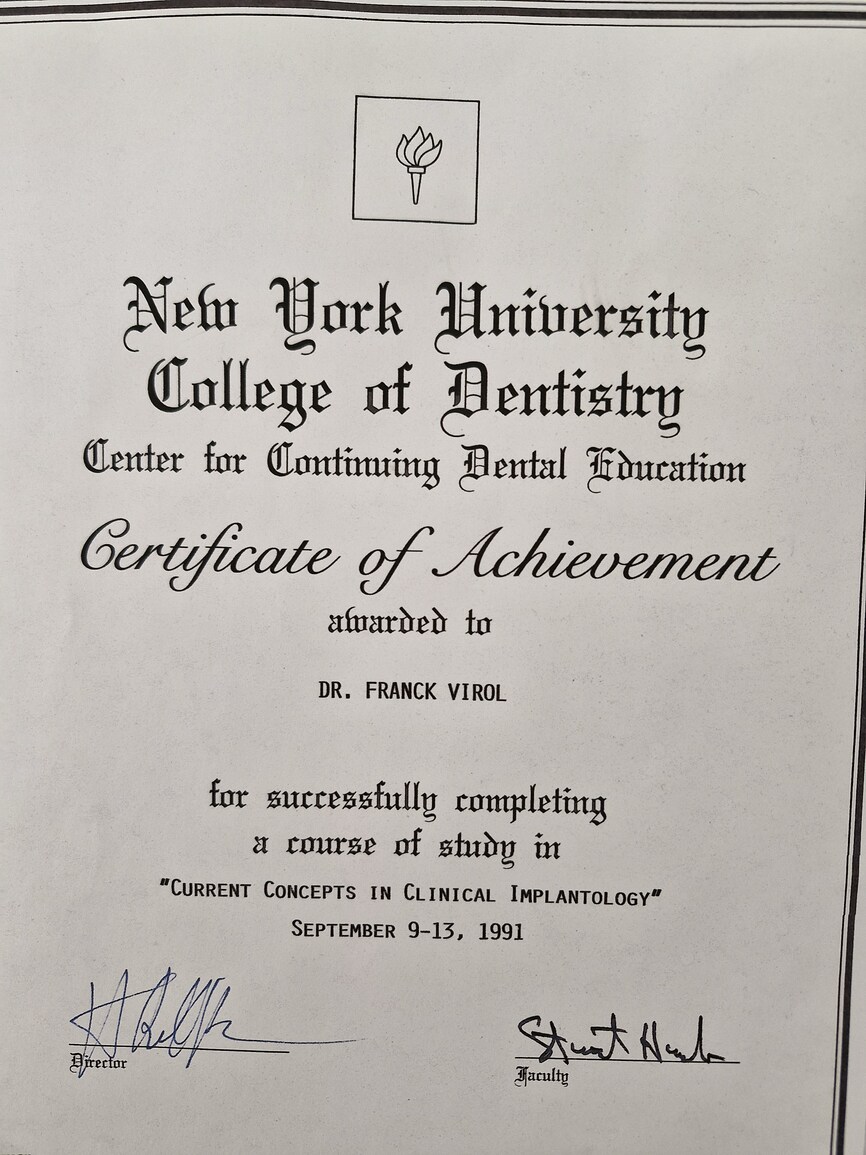 New York University
College of Dentistry
Center for Continuing Dental Education
Certificate of Achievement
awarded to
DR. FRANCK VIROL
for successfully completing
a course of study in
"CURRENT CONCEPTS IN CLINICAL IMPLANTOLOGY"
SEPTEMBER 9-13, 1991
Director
Stuart
Faculty